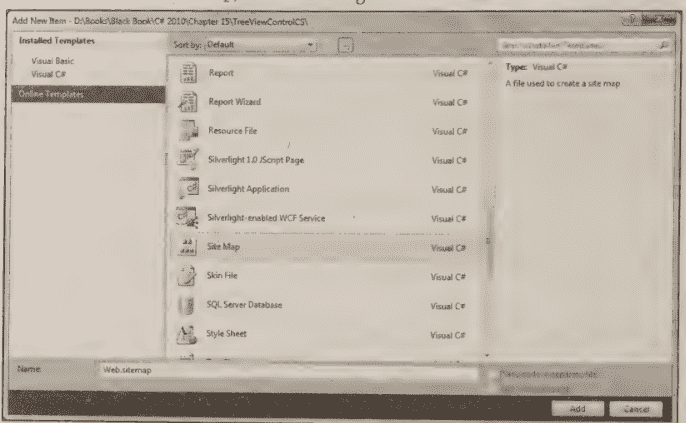 Add New Item - D:\Books\Black Book\C# 2010\Chapter 15\TreeViewControlCS\
Installed Templates
Visual Basic
Visual C#
Online Templates
Sort by: Default
Report Visual C#
Report Wizard Visual C#
Resource File Visual C#
Silverlight 1.0 JScript Page Visual C#
Silverlight Application Visual C#
Silverlight-enabled WCF Service Visual C#
Site Map Visual C#
Skin File Visual C#
SQL Server Database Visual C#
Style Sheet Visual C#
Type: Visual C#
A file used to create a site map
Name: Web.sitemap
Add Cancel